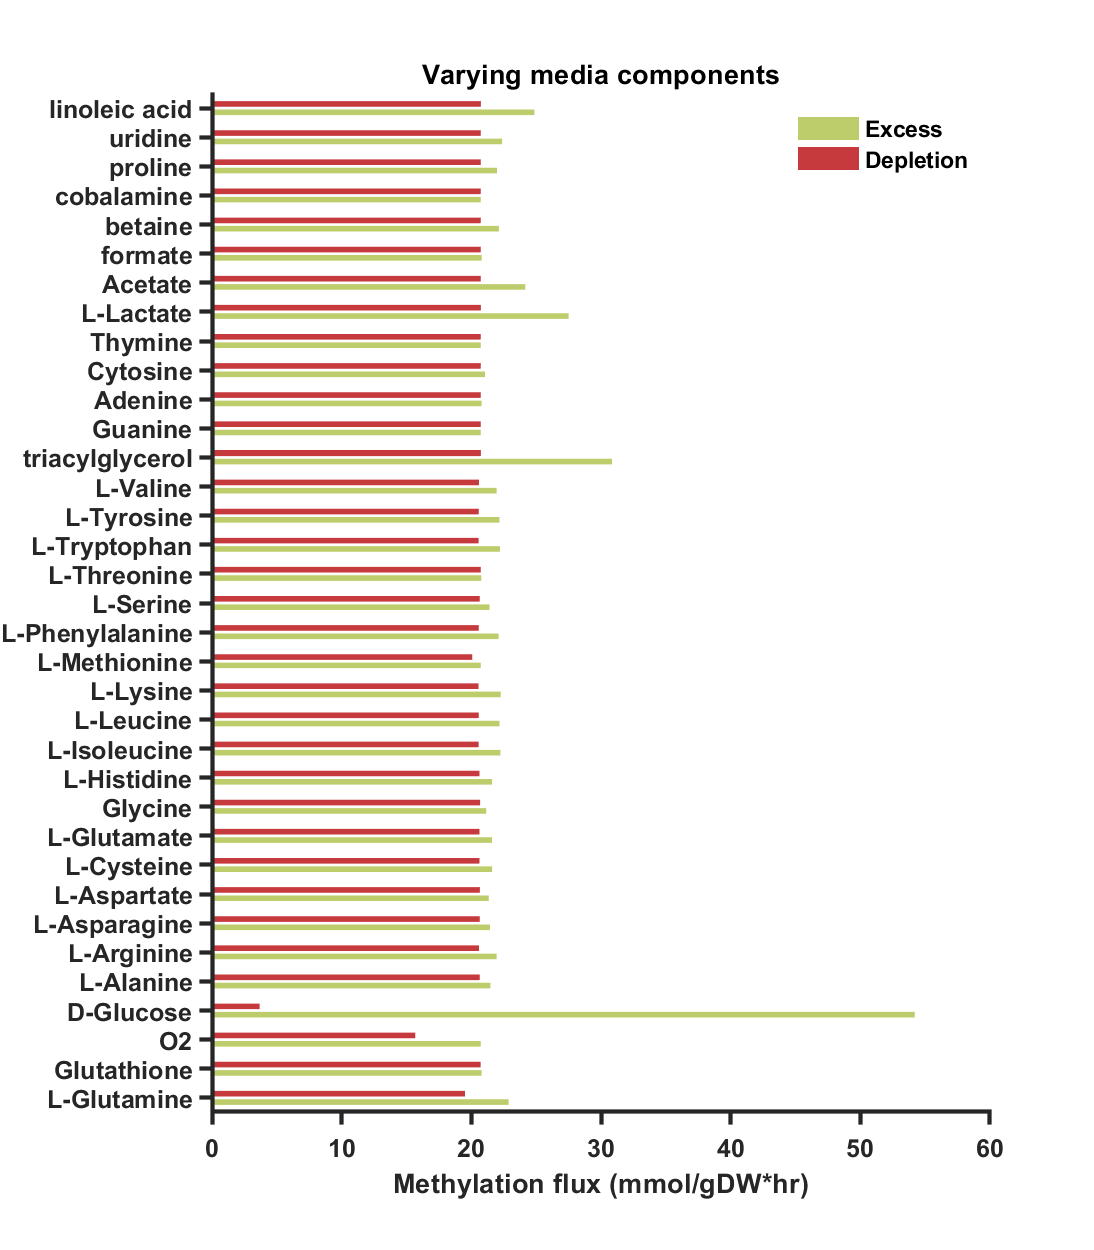 Varying media components
linoleic acid
uridine
proline
cobalamine
betaine
formate
Acetate
L-Lactate
Thymine
Cytosine
Adenine
Guanine
triacylglycerol
L-Valine
L-Tyrosine
L-Tryptophan
L-Threonine
L-Serine
L-Phenylalanine
L-Methionine
L-Lysine
L-Leucine
L-Isoleucine
L-Histidine
Glycine
L-Glutamate
L-Cysteine
L-Aspartate
L-Asparagine
L-Arginine
L-Alanine
D-Glucose
O2
Glutathione
L-Glutamine
Excess
Depletion
0 10 20 30 40 50 60
Methylation flux (mmol/gDW*hr)